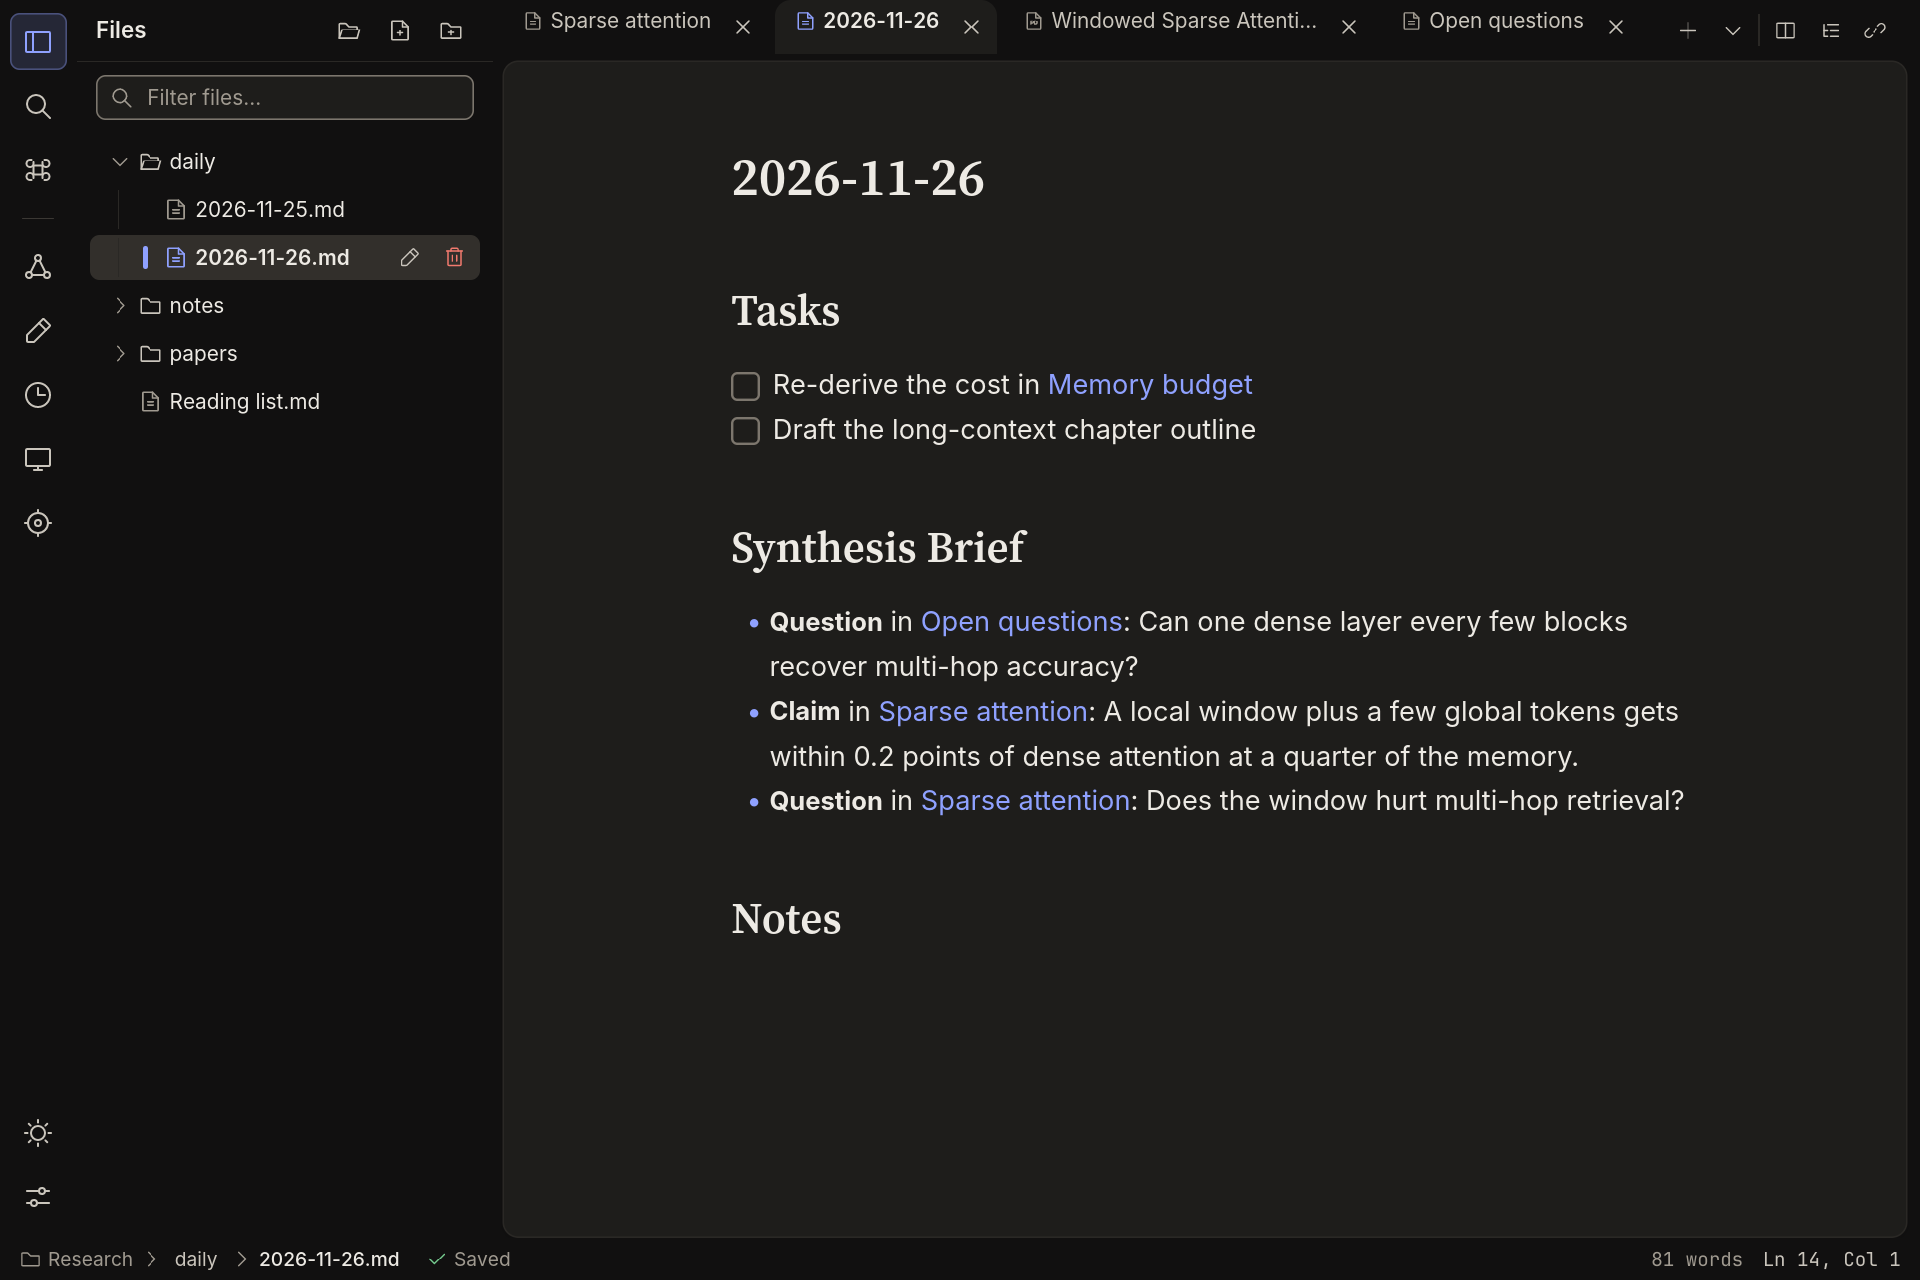 Files
Filter files...
daily
2026-11-25.md
2026-11-26.md
notes
papers
Reading list.md
Sparse attention
2026-11-26
Windowed Sparse Attenti...
Open questions
2026-11-26
Tasks
Re-derive the cost in Memory budget
Draft the long-context chapter outline
Synthesis Brief
• Question in Open questions: Can one dense layer every few blocks
recover multi-hop accuracy?
• Claim in Sparse attention: A local window plus a few global tokens gets
within 0.2 points of dense attention at a quarter of the memory.
• Question in Sparse attention: Does the window hurt multi-hop retrieval?
Notes
Research > daily > 2026-11-26.md Saved
81 words Ln 14, Col 1